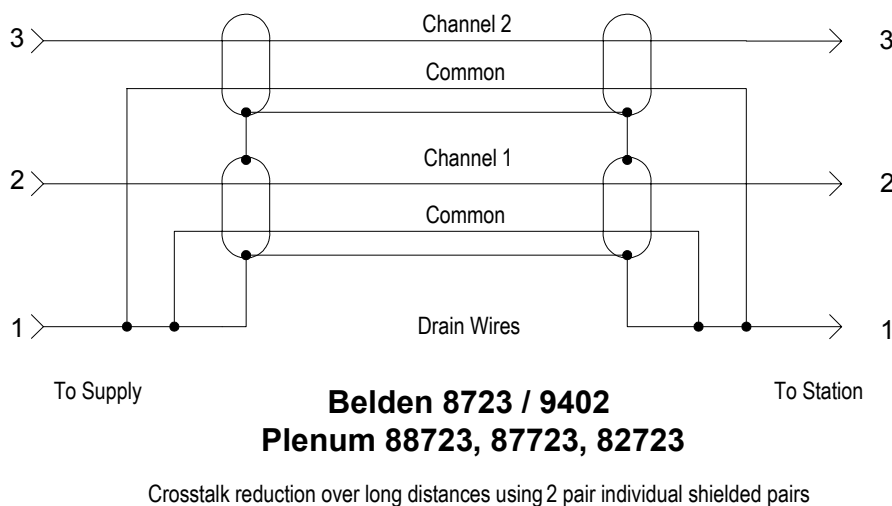 3 Channel 2 3
Common
2 Channel 1 2
Common
1 Drain Wires 1
To Supply To Station
Belden 8723 / 9402
Plenum 88723, 87723, 82723
Crosstalk reduction over long distances using 2 pair individual shielded pairs